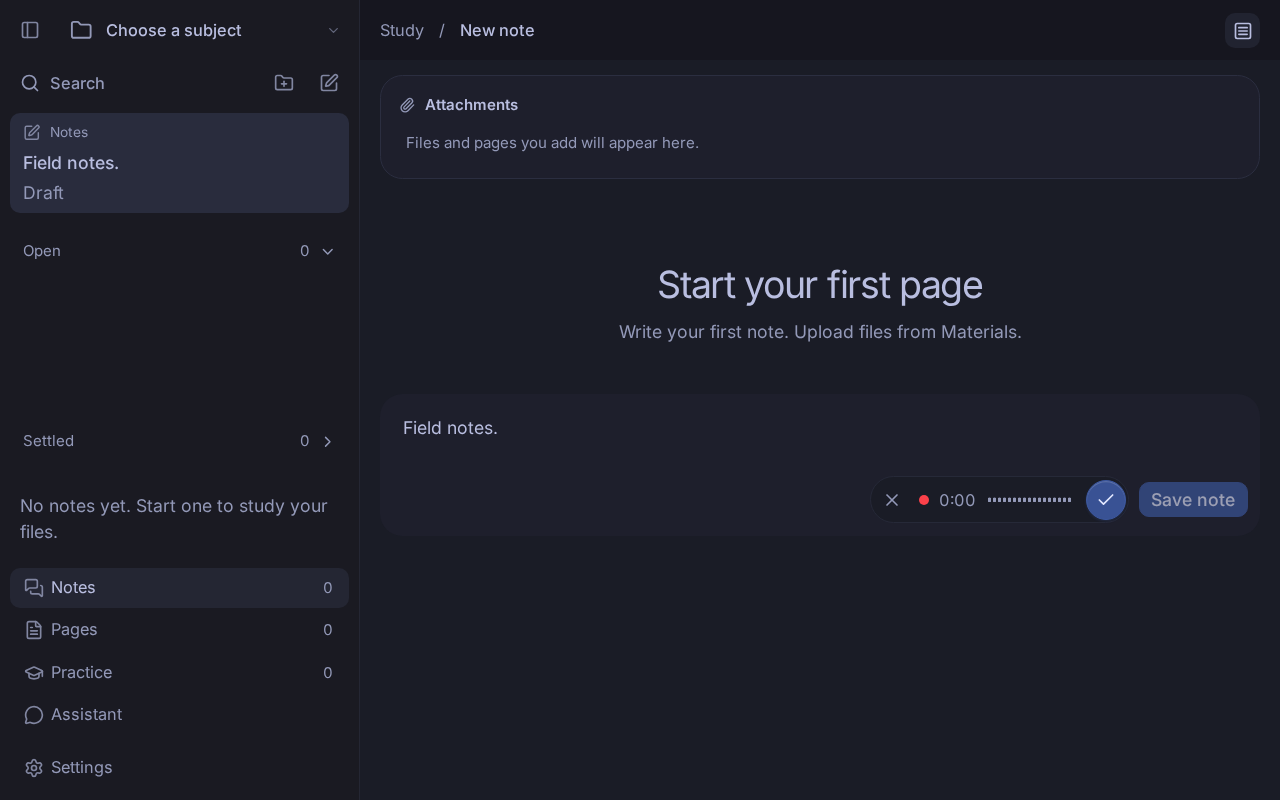 Choose a subject
Search
Notes
Field notes.
Draft
Open 0
Settled 0
No notes yet. Start one to study your
files.
Notes 0
Pages 0
Practice 0
Assistant
Settings
Study / New note
Attachments
Files and pages you add will appear here.
Start your first page
Write your first note. Upload files from Materials.
Field notes.
0:00
Save note